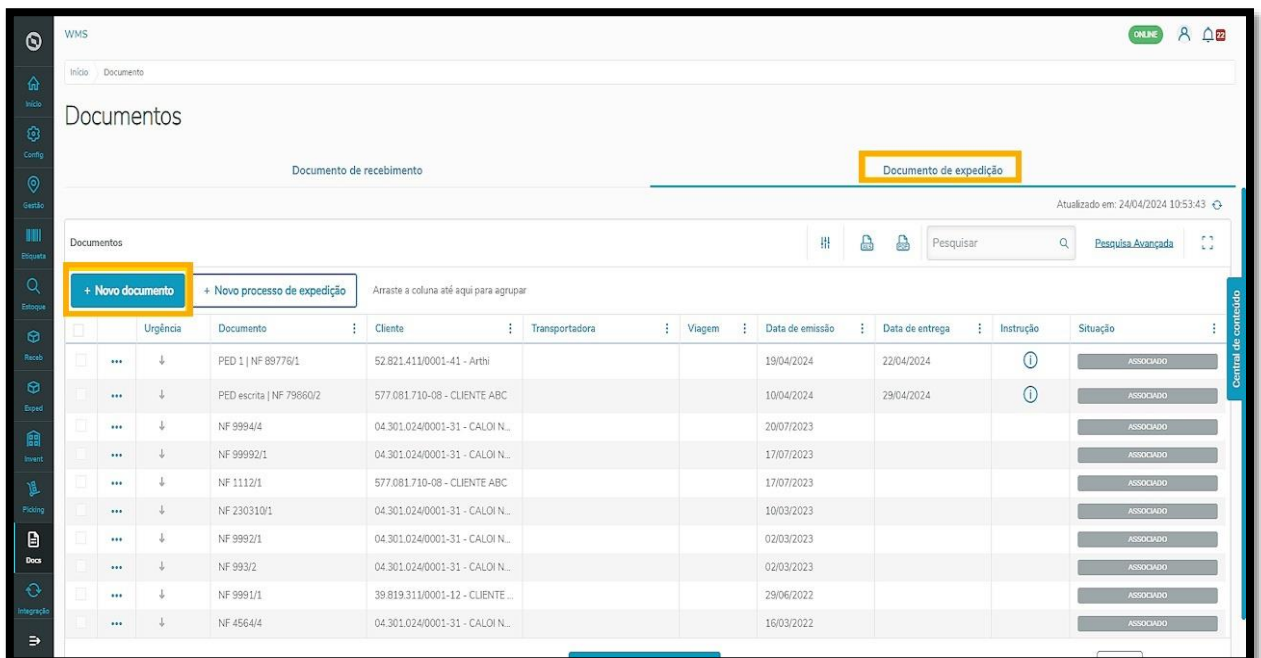 WMS
ONLINE
22
Início
Documento
Início
Config
Gestão
Etiqueta
Estoque
Receb
Exped
Invent
Picking
Docs
Integração
Documentos
Documento de recebimento
Documento de expedição
Atualizado em: 24/04/2024 10:53:43
Documentos
Pesquisar
Pesquisa Avançada
+ Novo documento
+ Novo processo de expedição
Arraste a coluna até aqui para agrupar
Urgência Documento Cliente Transportadora Viagem Data de emissão Data de entrega Instrução Situação
PED 1 | NF 89776/1 52.821.411/0001-41 - Arthi 19/04/2024 22/04/2024 ASSOCIADO
PED escrita | NF 79860/2 577.081.710-08 - CLIENTE ABC 10/04/2024 29/04/2024 ASSOCIADO
NF 9994/4 04.301.024/0001-31 - CALOI N... 20/07/2023 ASSOCIADO
NF 99992/1 04.301.024/0001-31 - CALOI N... 17/07/2023 ASSOCIADO
NF 1112/1 577.081.710-08 - CLIENTE ABC 17/07/2023 ASSOCIADO
NF 230310/1 04.301.024/0001-31 - CALOI N... 10/03/2023 ASSOCIADO
NF 9992/1 04.301.024/0001-31 - CALOI N... 02/03/2023 ASSOCIADO
NF 993/2 04.301.024/0001-31 - CALOI N... 02/03/2023 ASSOCIADO
NF 9991/1 39.819.311/0001-12 - CLIENTE ... 29/06/2022 ASSOCIADO
NF 4564/4 04.301.024/0001-31 - CALOI N... 16/03/2022 ASSOCIADO
Central de conteúdo